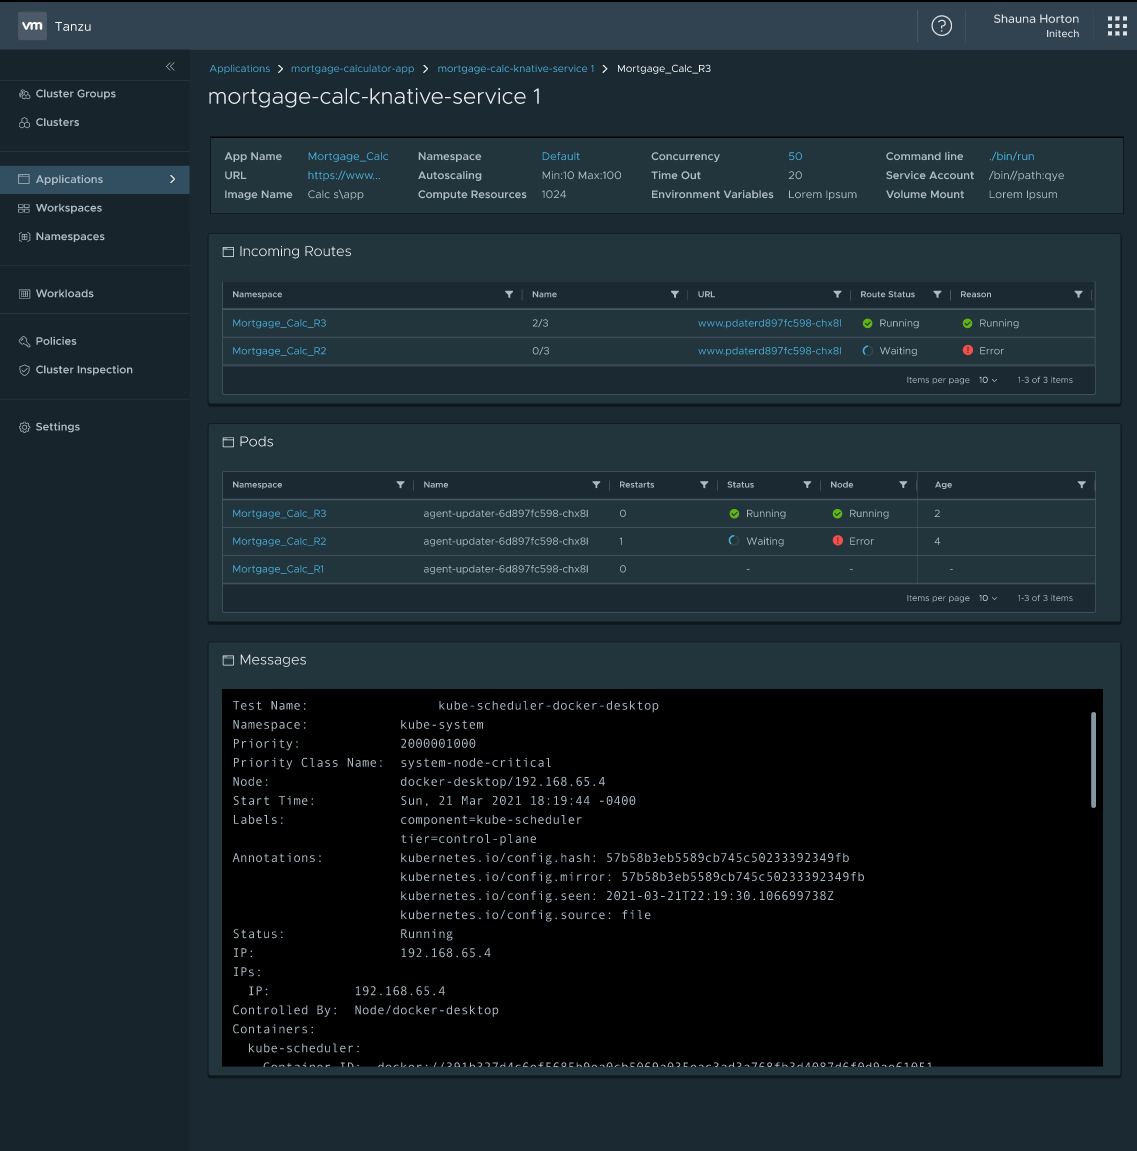 vm Tanzu
Shauna Horton
Initech
Applications > mortgage-calculator-app > mortgage-calc-knative-service 1 > Mortgage_Calc_R3
mortgage-calc-knative-service 1
Cluster Groups
Clusters
Applications
Workspaces
Namespaces
Workloads
Policies
Cluster Inspection
Settings
App Name Mortgage_Calc Namespace Default Concurrency 50 Command line ./bin/run
URL https://www... Autoscaling Min:10 Max:100 Time Out 20 Service Account /bin//path:qye
Image Name Calc s\app Compute Resources 1024 Environment Variables Lorem Ipsum Volume Mount Lorem Ipsum
Incoming Routes
Namespace Name URL Route Status Reason
Mortgage_Calc_R3 2/3 www.pdaterd897fc598-chx8l Running Running
Mortgage_Calc_R2 0/3 www.pdaterd897fc598-chx8l Waiting Error
Items per page 10 1-3 of 3 items
Pods
Namespace Name Restarts Status Node Age
Mortgage_Calc_R3 agent-updater-6d897fc598-chx8l 0 Running Running 2
Mortgage_Calc_R2 agent-updater-6d897fc598-chx8l 1 Waiting Error 4
Mortgage_Calc_R1 agent-updater-6d897fc598-chx8l 0 - - -
Items per page 10 1-3 of 3 items
Messages
Test Name: kube-scheduler-docker-desktop
Namespace: kube-system
Priority: 2000001000
Priority Class Name: system-node-critical
Node: docker-desktop/192.168.65.4
Start Time: Sun, 21 Mar 2021 18:19:44 -0400
Labels: component=kube-scheduler
tier=control-plane
Annotations: kubernetes.io/config.hash: 57b58b3eb5589cb745c50233392349fb
kubernetes.io/config.mirror: 57b58b3eb5589cb745c50233392349fb
kubernetes.io/config.seen: 2021-03-21T22:19:30.106699738Z
kubernetes.io/config.source: file
Status: Running
IP: 192.168.65.4
IPs:
IP: 192.168.65.4
Controlled By: Node/docker-desktop
Containers:
kube-scheduler:
Container ID: